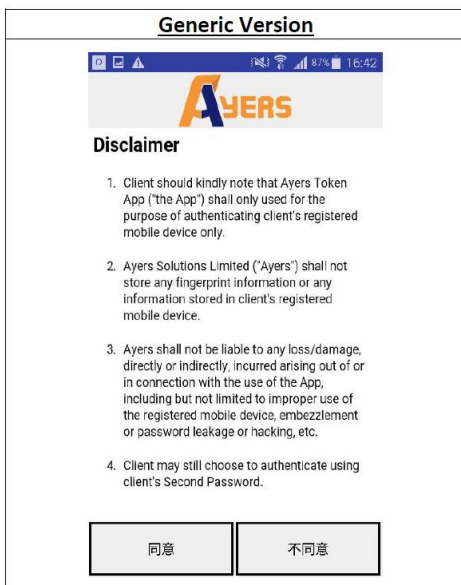 Generic Version
87% 16:42
AYERS
Disclaimer
1. Client should kindly note that Ayers Token
App ("the App") shall
only used for the
purpose of authenticating client's registered
mobile device only.
2. Ayers Solutions Limited ("Ayers") shall not
store any fingerprint
information or any
information stored in client's registered
mobile device.
3. Ayers shall not be liable to any loss/damage,
directly or indirectly, incurred arising out of or
in connection with the use of the App,
including but not limited to improper use of
the registered mobile device, embezzlement
or password leakage or hacking, etc.
4. Client may still choose to authenticate using
client's Second Password.
同意
不同意